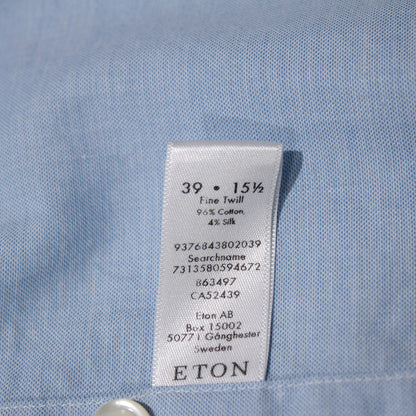 39 • 15½
Fine Twill
96% Cotton,
4% Silk
9376843802039
Searchname
7313580594672
863497
CA52439
Eton AB
Box 15002
5077 1 Gånghester
Sweden
ETON